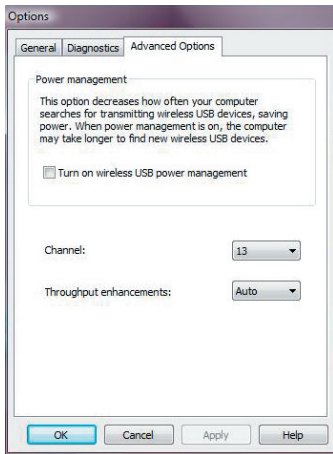 Options
General Diagnostics Advanced Options
Power management
This option decreases how often your computer
searches for transmitting wireless USB devices, saving
power. When power management is on, the computer
may take longer to find new wireless USB devices.
Turn on wireless USB power management
Channel: 13
Throughput enhancements: Auto
OK Cancel Apply Help